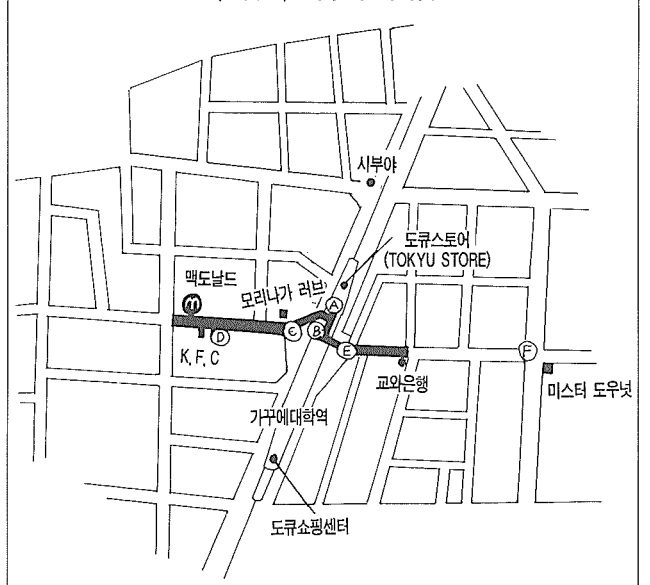 시부야
도큐스토어
(TOKYU STORE)
맥도날드
모리나가 러브
A
C
B
D
E
F
K.F.C
교와은행
미스터 도우넛
가꾸에대학역
도큐쇼핑센터